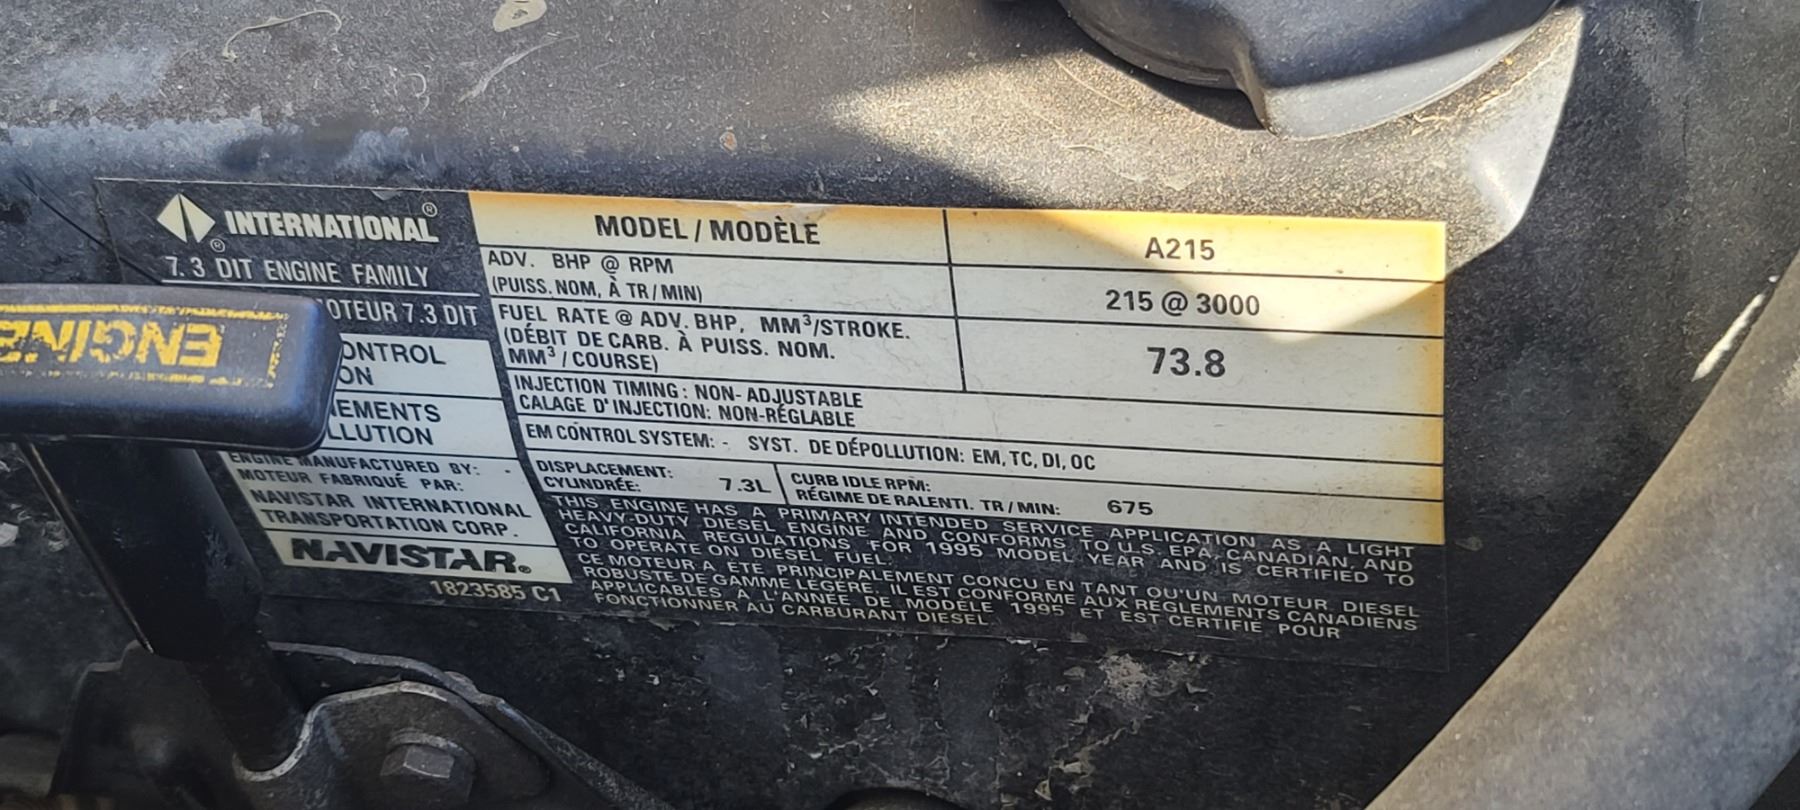 INTERNATIONAL®
®
7.3 DIT ENGINE FAMILY
MOTEUR 7.3 DIT
ENGINE
CONTROL
ENGINE MANUFACTURED BY: -
MOTEUR FABRIQUÉ PAR:
NAVISTAR INTERNATIONAL
TRANSPORTATION CORP.
NAVISTAR®
1823585 C1
MODEL / MODÈLE A215
ADV. BHP @ RPM
(PUISS. NOM, À TR/MIN) 215 @ 3000
FUEL RATE @ ADV. BHP, MM³/STROKE.
(DÉBIT DE CARB. À PUISS. NOM.
MM³ / COURSE) 73.8
INJECTION TIMING: NON-ADJUSTABLE
CALAGE D'INJECTION: NON-RÉGLABLE
EM CONTROL SYSTEM: - SYST. DE DÉPOLLUTION: EM, TC, DI, OC
DISPLACEMENT:
CYLINDRÉE: 7.3L
CURB IDLE RPM:
RÉGIME DE RALENTI. TR/MIN: 675
THIS ENGINE HAS A PRIMARY INTENDED SERVICE APPLICATION AS A LIGHT
HEAVY-DUTY DIESEL ENGINE AND CONFORMS TO U.S. EPA, CANADIAN, AND
CALIFORNIA REGULATIONS FOR 1995 MODEL YEAR AND IS CERTIFIED TO
TO OPERATE ON DIESEL FUEL:
CE MOTEUR A ÉTÉ PRINCIPALEMENT CONCU EN TANT QU'UN MOTEUR DIESEL
ROBUSTE DE GAMME LÉGÈRE. IL EST CONFORME AUX RÉGLEMENTS CANADIENS
APPLICABLES A L'ANNÉE DE MODÈLE 1995 ET EST CERTIFIE POUR
FONCTIONNER AU CARBURANT DIESEL